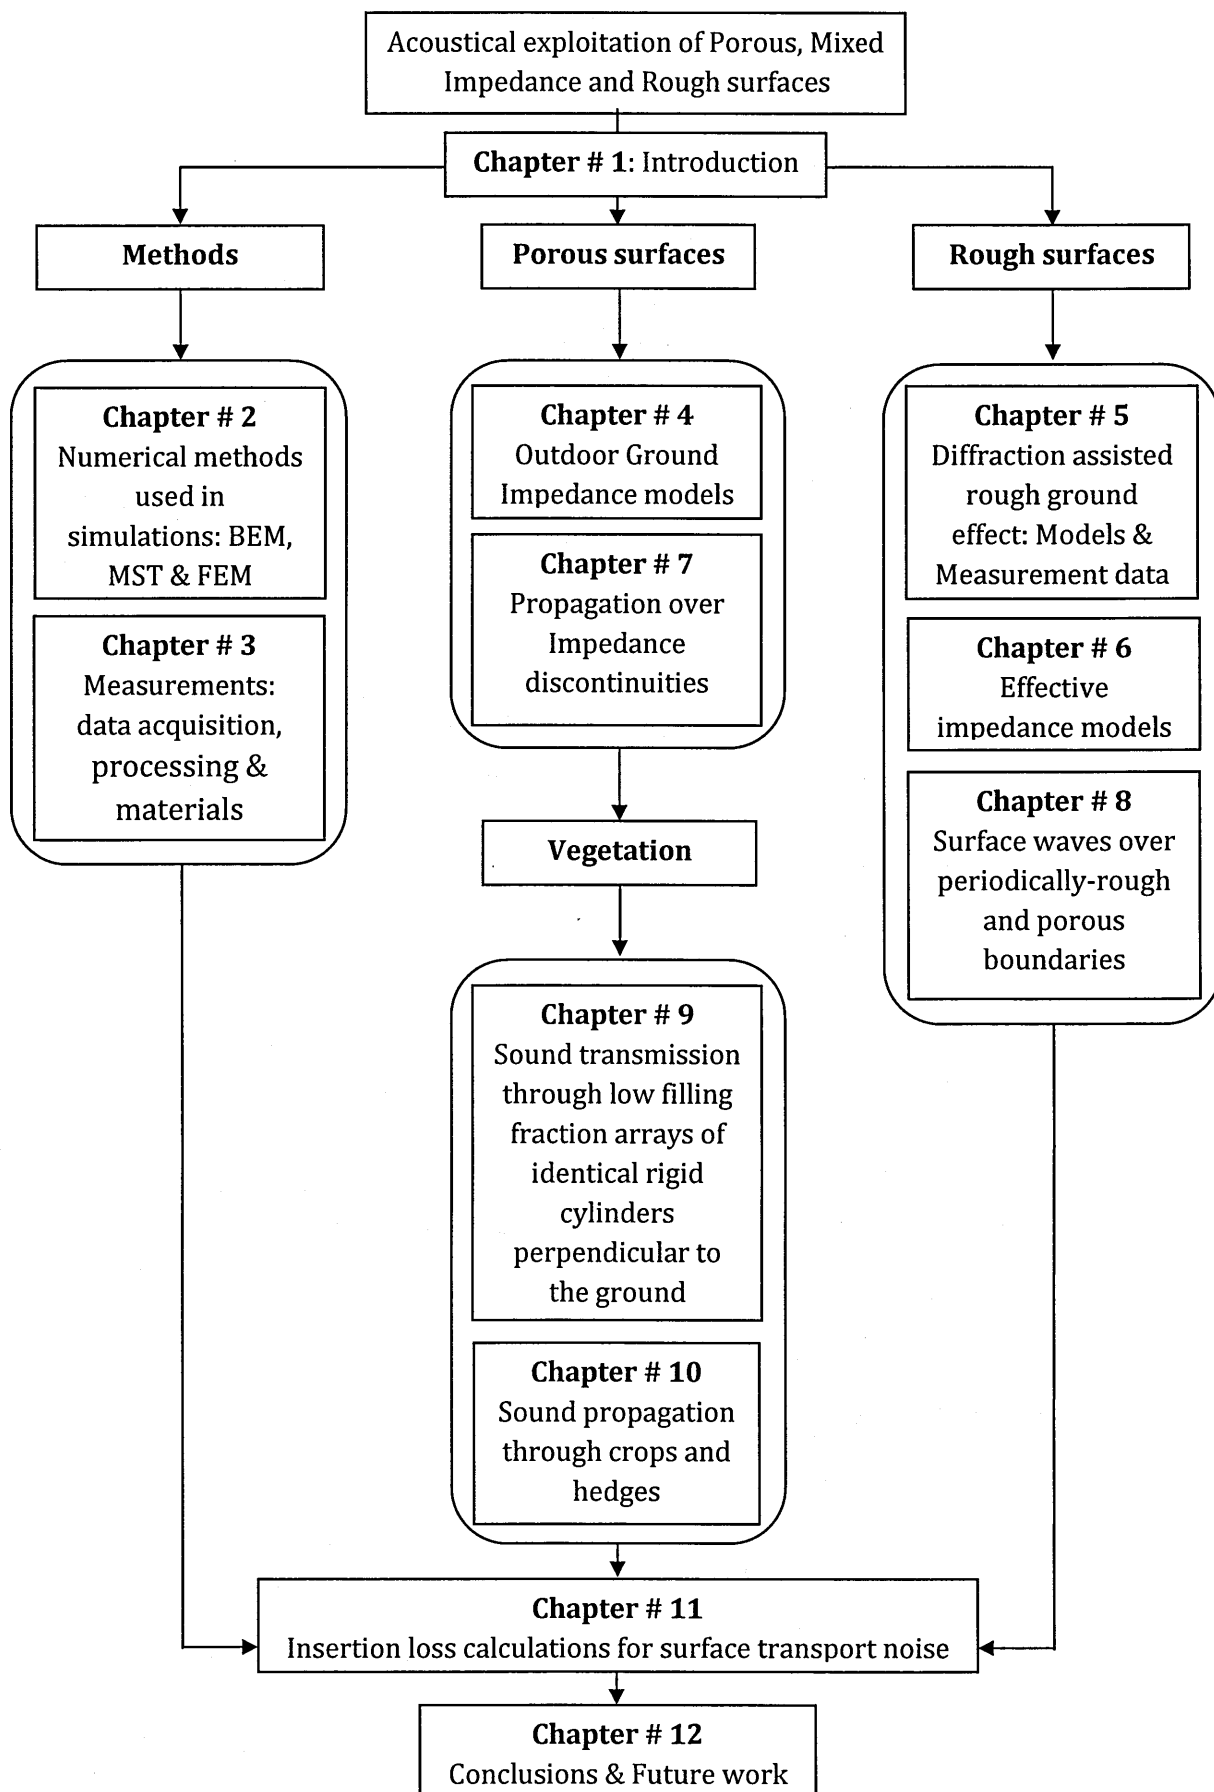 Acoustical exploitation of Porous, Mixed
Impedance and Rough surfaces
Chapter # 1: Introduction
Methods
Porous surfaces
Rough surfaces
Chapter # 2
Numerical methods
used in
simulations: BEM,
MST & FEM
Chapter # 3
Measurements:
data acquisition,
processing &
materials
Chapter # 4
Outdoor Ground
Impedance models
Chapter # 7
Propagation over
Impedance
discontinuities
Chapter # 5
Diffraction assisted
rough ground
effect: Models &
Measurement data
Chapter # 6
Effective
impedance models
Chapter # 8
Surface waves over
periodically-rough
and porous
boundaries
Vegetation
Chapter # 9
Sound transmission
through low filling
fraction arrays of
identical rigid
cylinders
perpendicular to
the ground
Chapter # 10
Sound propagation
through crops and
hedges
Chapter # 11
Insertion loss calculations for surface transport noise
Chapter # 12
Conclusions & Future work